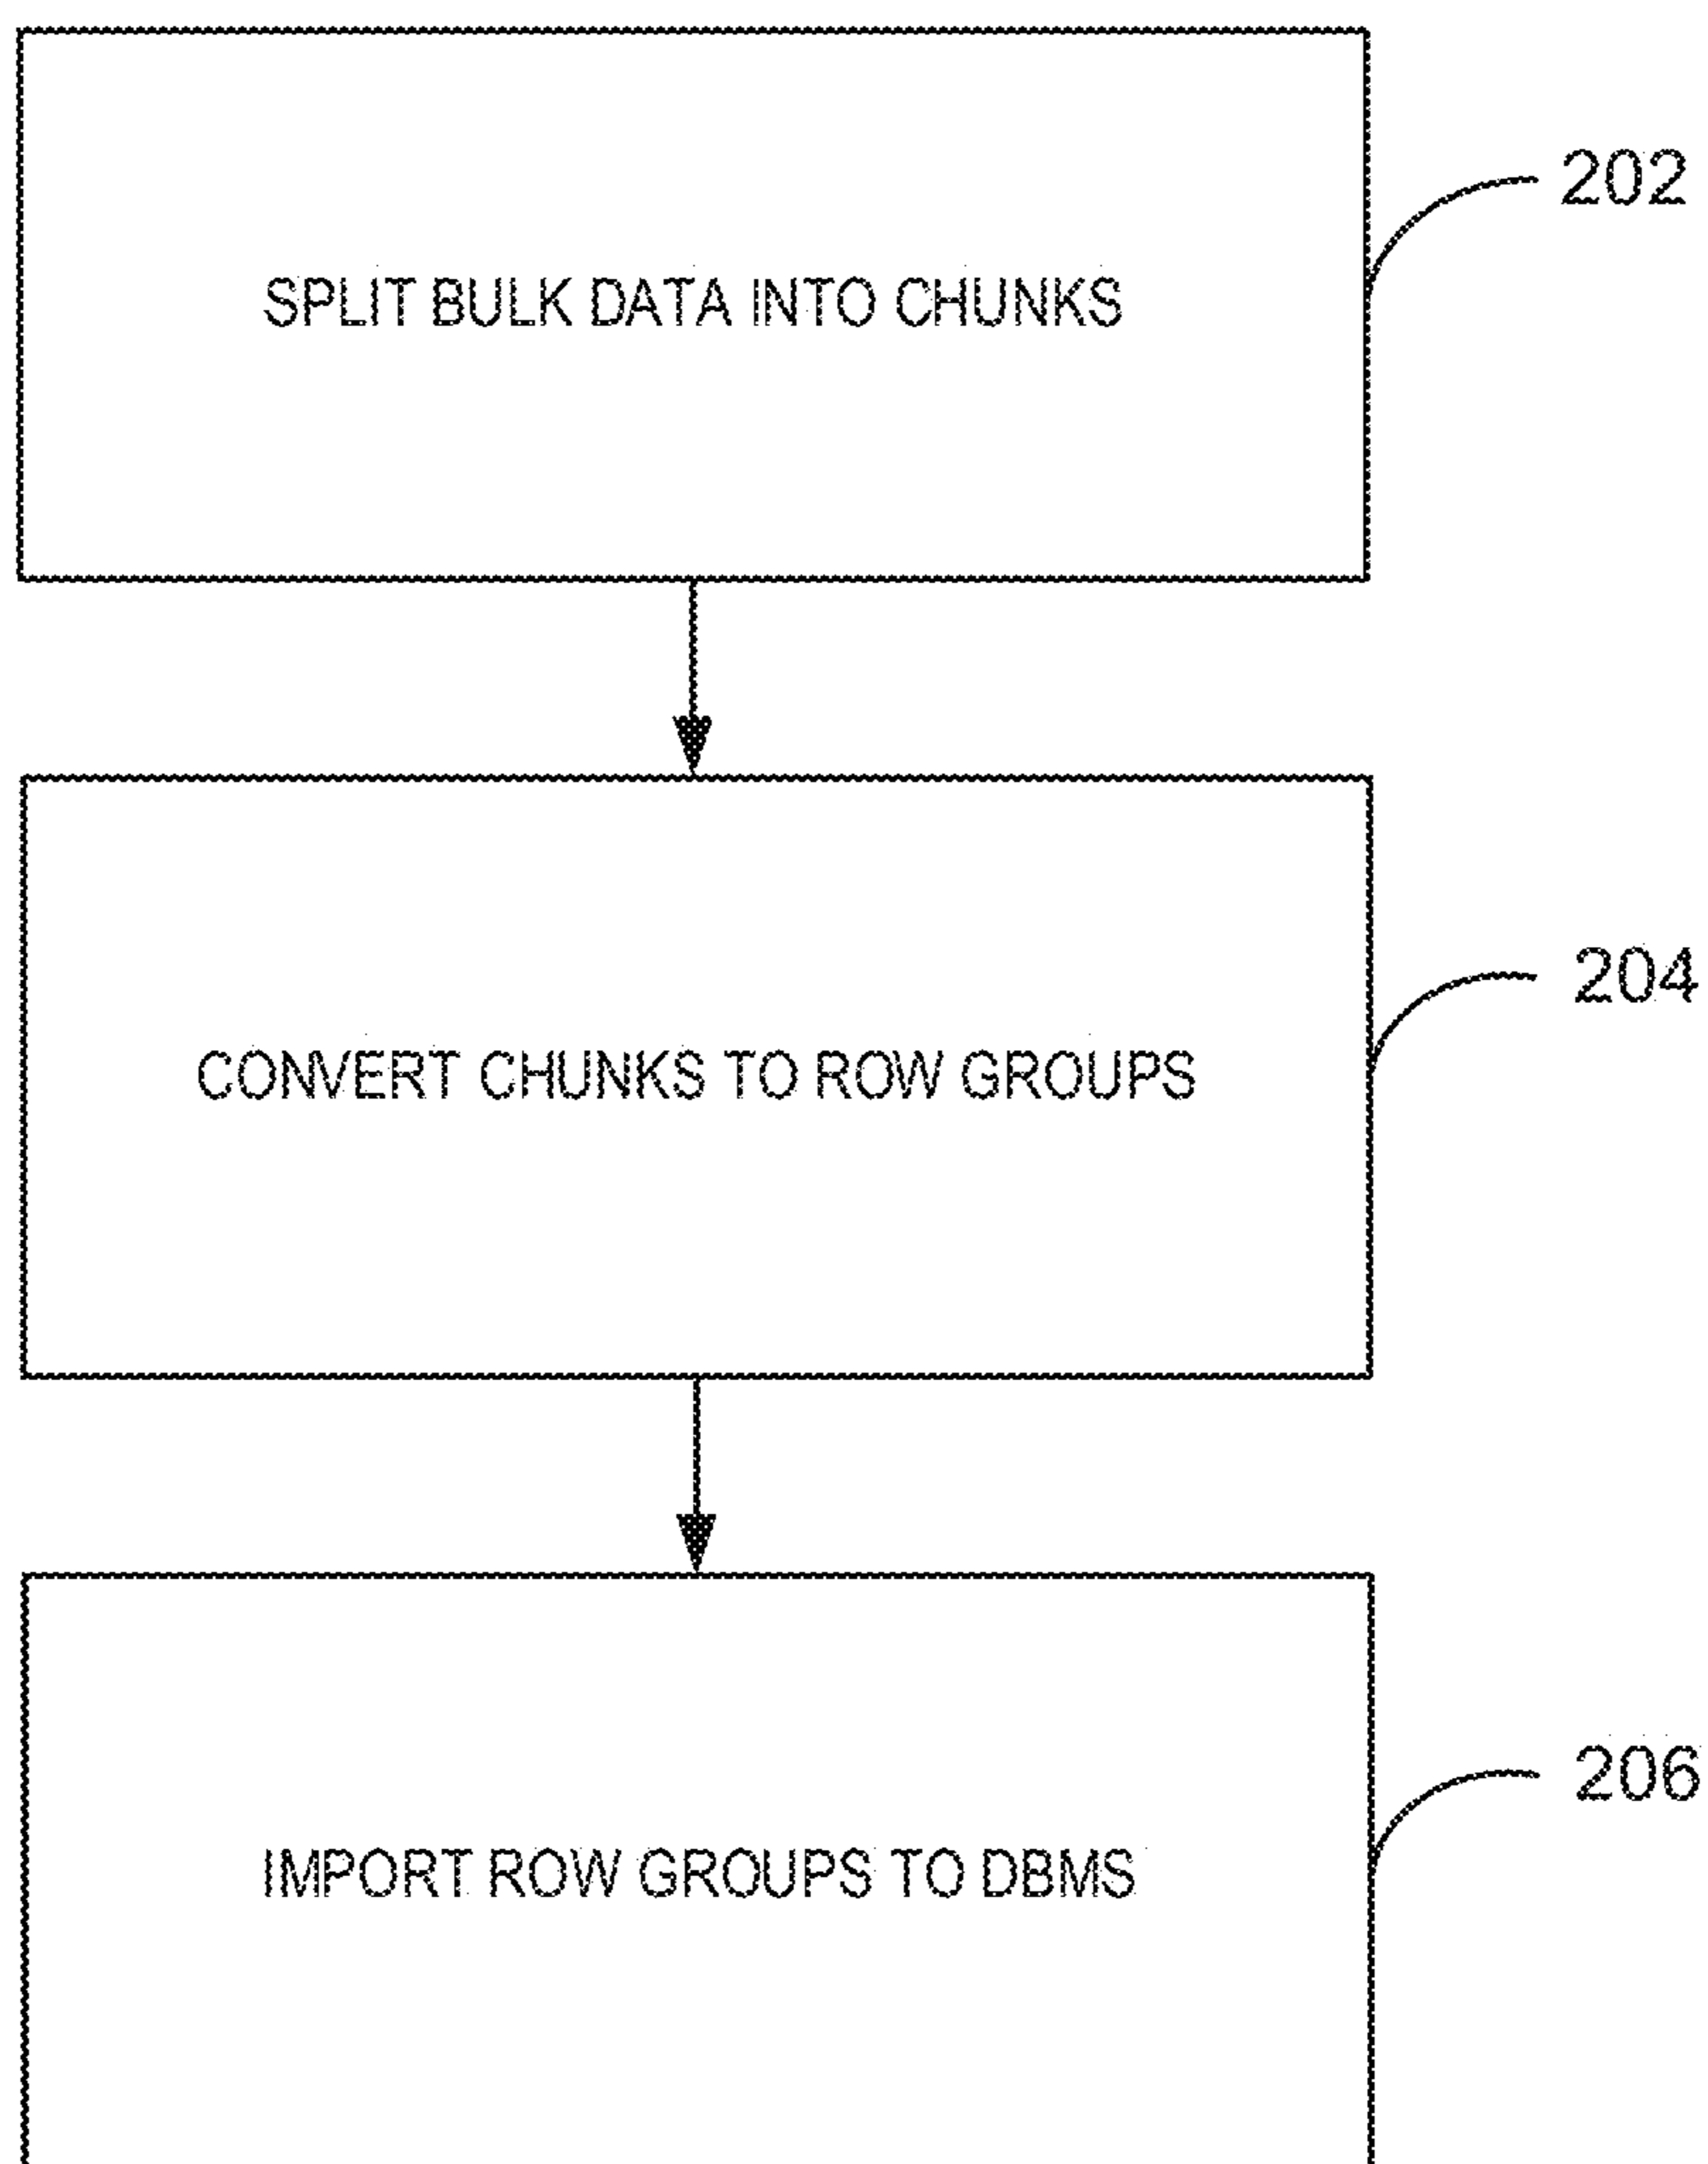 202
SPLIT BULK DATA INTO CHUNKS
204
CONVERT CHUNKS TO ROW GROUPS
206
IMPORT ROW GROUPS TO DBMS